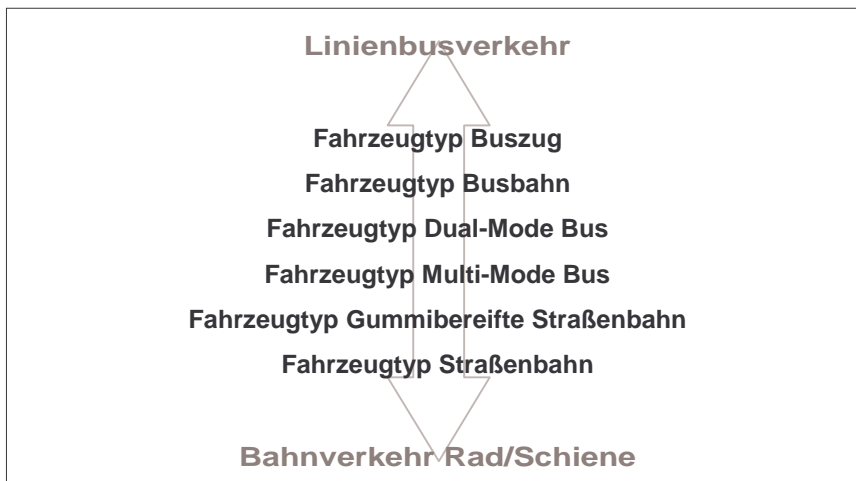 Linienbusverkehr
Fahrzeugtyp Buszug
Fahrzeugtyp Busbahn
Fahrzeugtyp Dual-Mode Bus
Fahrzeugtyp Multi-Mode Bus
Fahrzeugtyp Gummibereifte Straßenbahn
Fahrzeugtyp Straßenbahn
Bahnverkehr Rad/Schiene